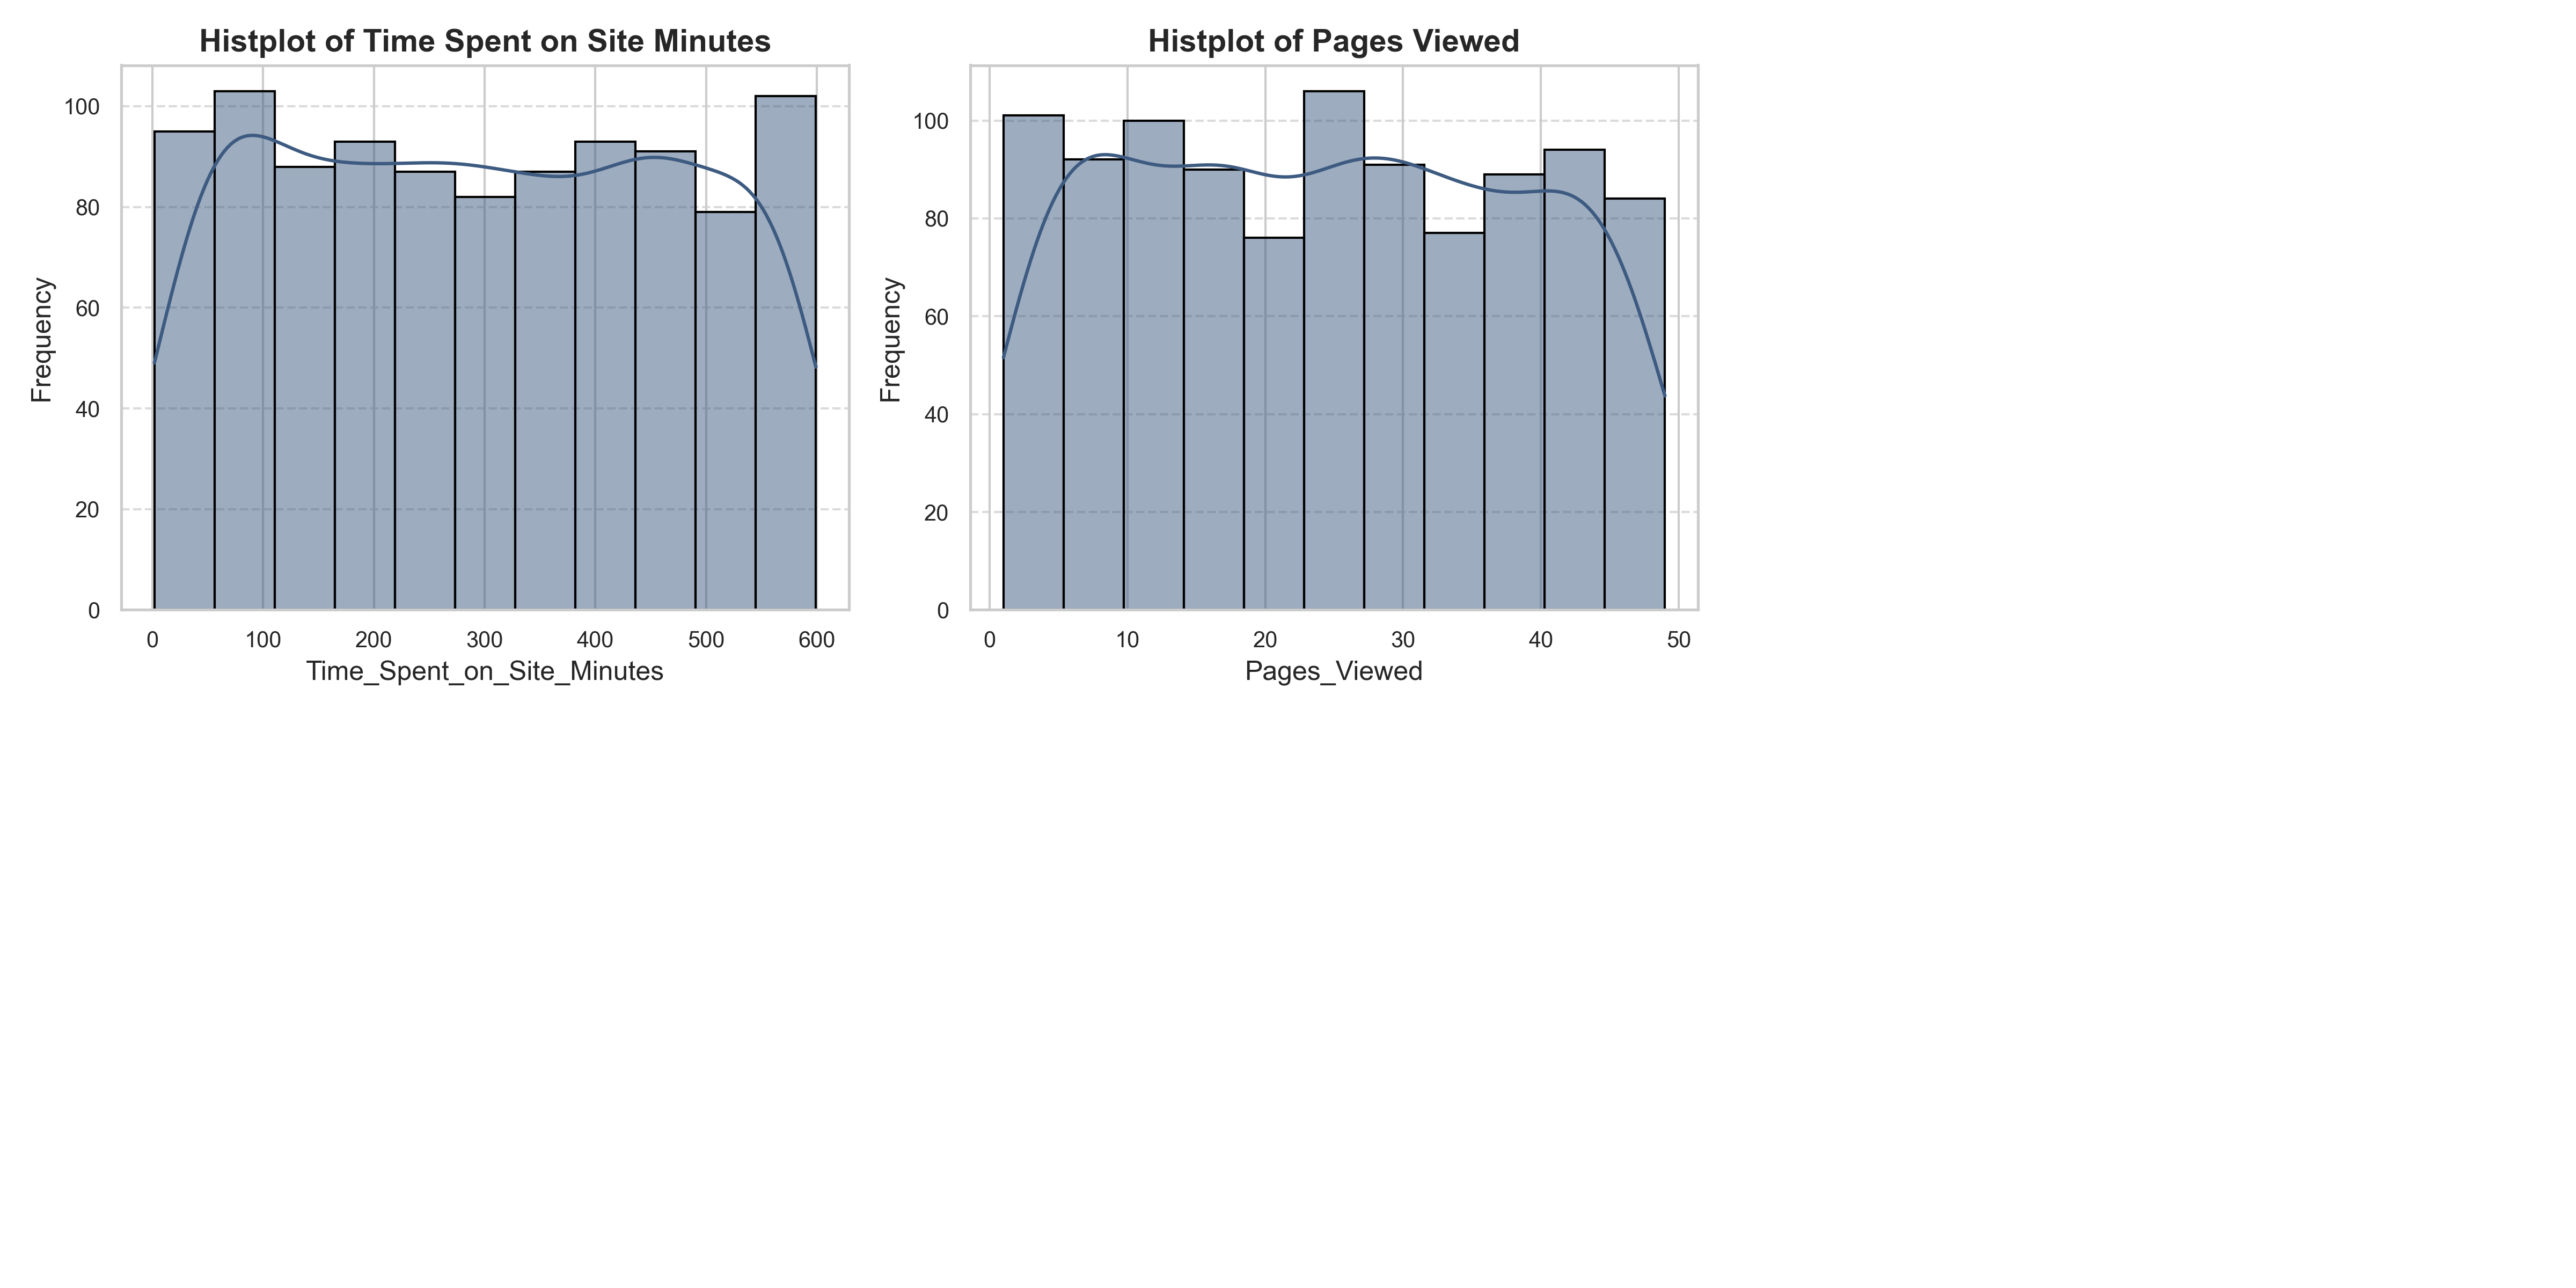 Histplot of Time Spent on Site Minutes
Frequency
100
80
60
40
20
0
0 100 200 300 400 500 600
Time_Spent_on_Site_Minutes
Histplot of Pages Viewed
Frequency
100
80
60
40
20
0
0 10 20 30 40 50
Pages_Viewed